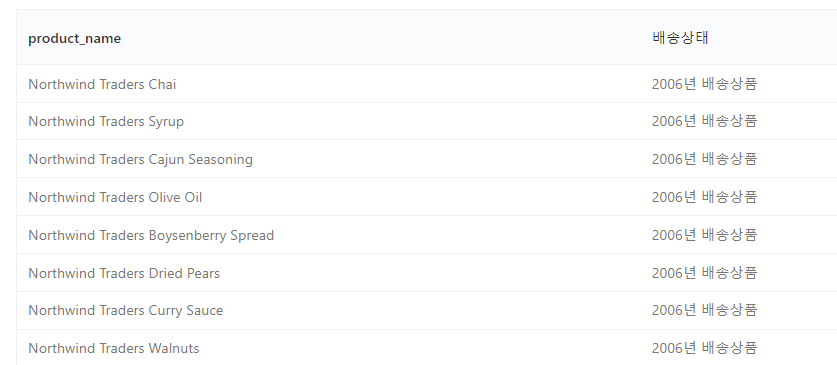 product_name 배송상태
Northwind Traders Chai 2006년 배송상품
Northwind Traders Syrup 2006년 배송상품
Northwind Traders Cajun Seasoning 2006년 배송상품
Northwind Traders Olive Oil 2006년 배송상품
Northwind Traders Boysenberry Spread 2006년 배송상품
Northwind Traders Dried Pears 2006년 배송상품
Northwind Traders Curry Sauce 2006년 배송상품
Northwind Traders Walnuts 2006년 배송상품